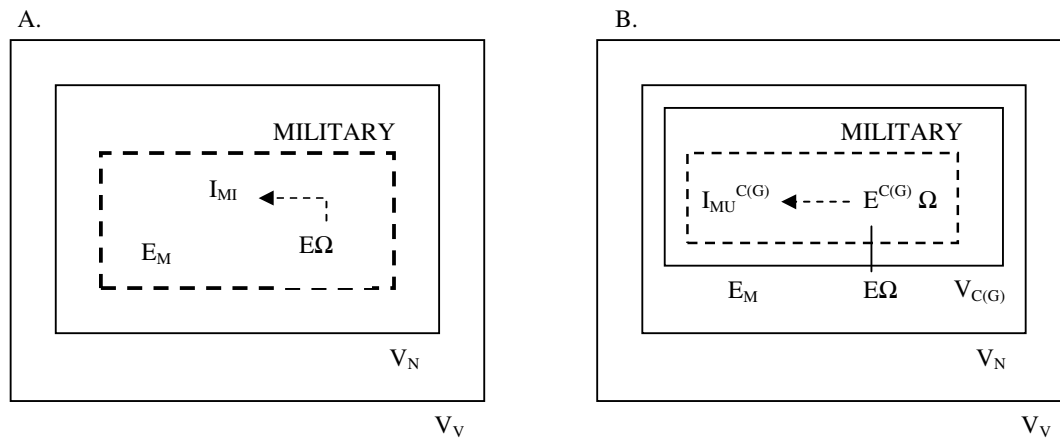 A.
MILITARY
I_MI
EΩ
E_M
V_N
V_V
B.
MILITARY
I_MU^C(G) E^C(G) Ω
E_M EΩ V_C(G)
V_N
V_V